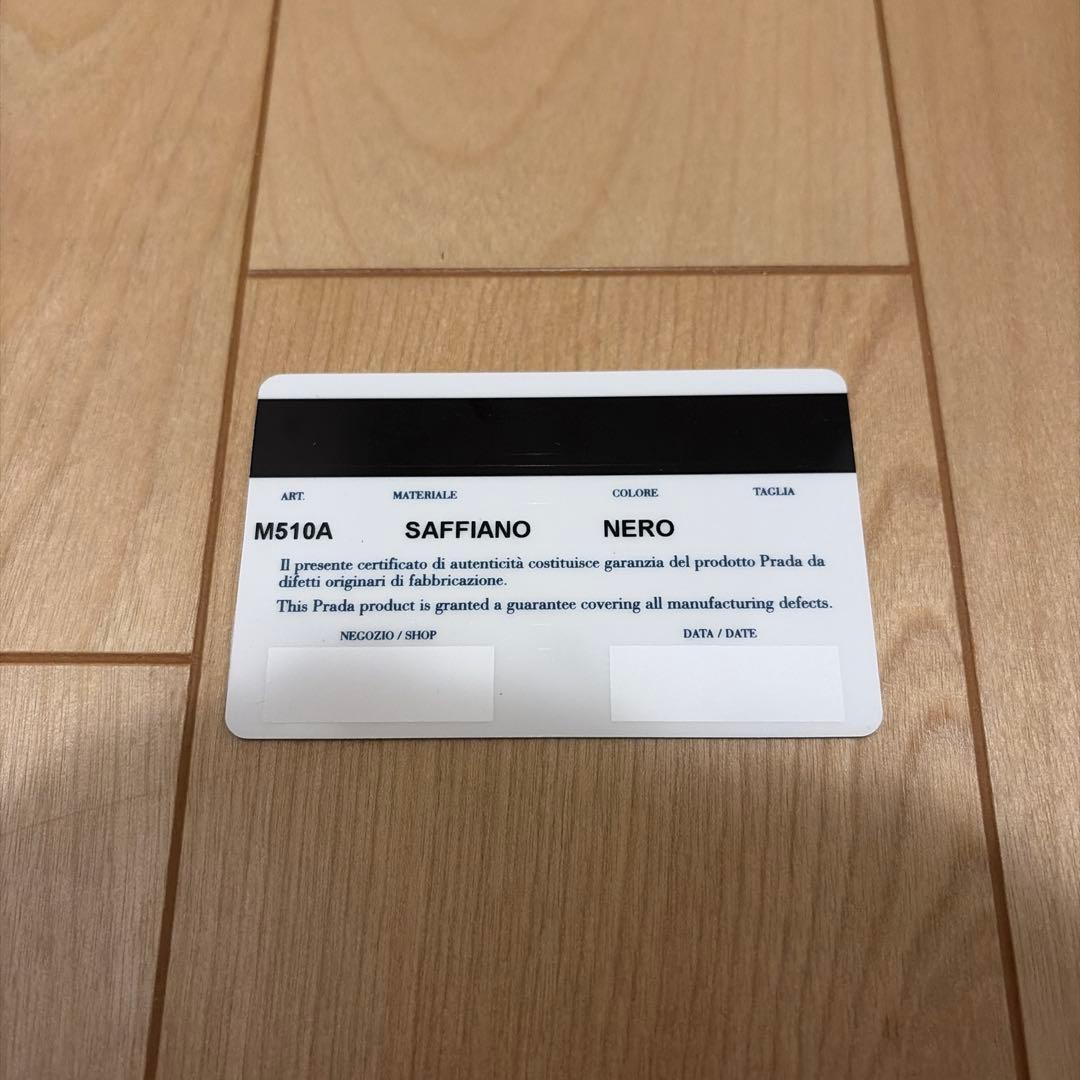 ART. MATERIALE COLORE TAGLIA
M510A SAFFIANO NERO
Il presente certificato di autenticità costituisce garanzia del prodotto Prada da
difetti originari di fabbricazione.
This Prada product is granted a guarantee covering all manufacturing defects.
NEGOZIO / SHOP DATA / DATE